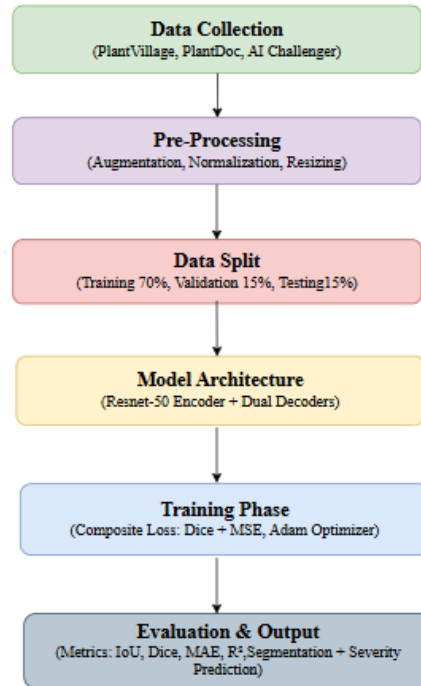 Data Collection
(PlantVillage, PlantDoc, AI Challenger)
Pre-Processing
(Augmentation, Normalization, Resizing)
Data Split
(Training 70%, Validation 15%, Testing15%)
Model Architecture
(Resnet-50 Encoder + Dual Decoders)
Training Phase
(Composite Loss: Dice + MSE, Adam Optimizer)
Evaluation & Output
(Metrics: IoU, Dice, MAE, R²,Segmentation + Severity
Prediction)